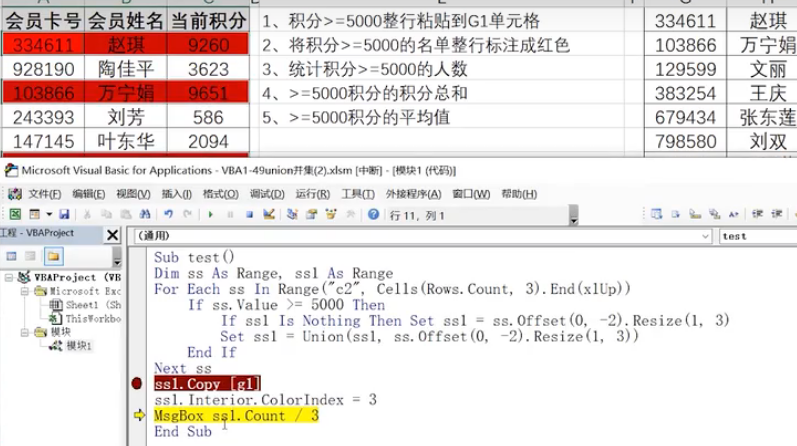 会员卡号 会员姓名 当前积分 1、积分>=5000整行粘贴到G1单元格 334611 赵琪
334611 赵琪 9260 2、将积分>=5000的名单整行标注成红色 103866 万宁娟
928190 陶佳平 3623 3、统计积分>=5000的人数 129599 文丽
103866 万宁娟 9651 4、>=5000积分的积分总和 383254 王庆
243393 刘芳 586 5、>=5000积分的平均值 679434 张东莲
147145 叶东华 2094 798580 刘双
Microsoft Visual Basic for Applications - VBA1-49union并集(2).xlsm [中断] - [模块1 (代码)]
文件(F) 编辑(E) 视图(V) 插入(I) 格式(O) 调试(D) 运行(R) 工具(T) 外接程序(A) 窗口(W) 帮助(H)
行 11, 列 1
工程 - VBAProject
(通用) test
VBAProject (VB
Microsoft Exc
Sheet1 (Sh
ThisWorkbo
模块
模块1
Sub test()
Dim ss As Range, ss1 As Range
For Each ss In Range("c2", Cells(Rows.Count, 3).End(xlUp))
If ss.Value >= 5000 Then
If ss1 Is Nothing Then Set ss1 = ss.Offset(0, -2).Resize(1, 3)
Set ss1 = Union(ss1, ss.Offset(0, -2).Resize(1, 3))
End If
Next ss
ss1.Copy [g1]
ss1.Interior.ColorIndex = 3
MsgBox ss1.Count / 3
End Sub